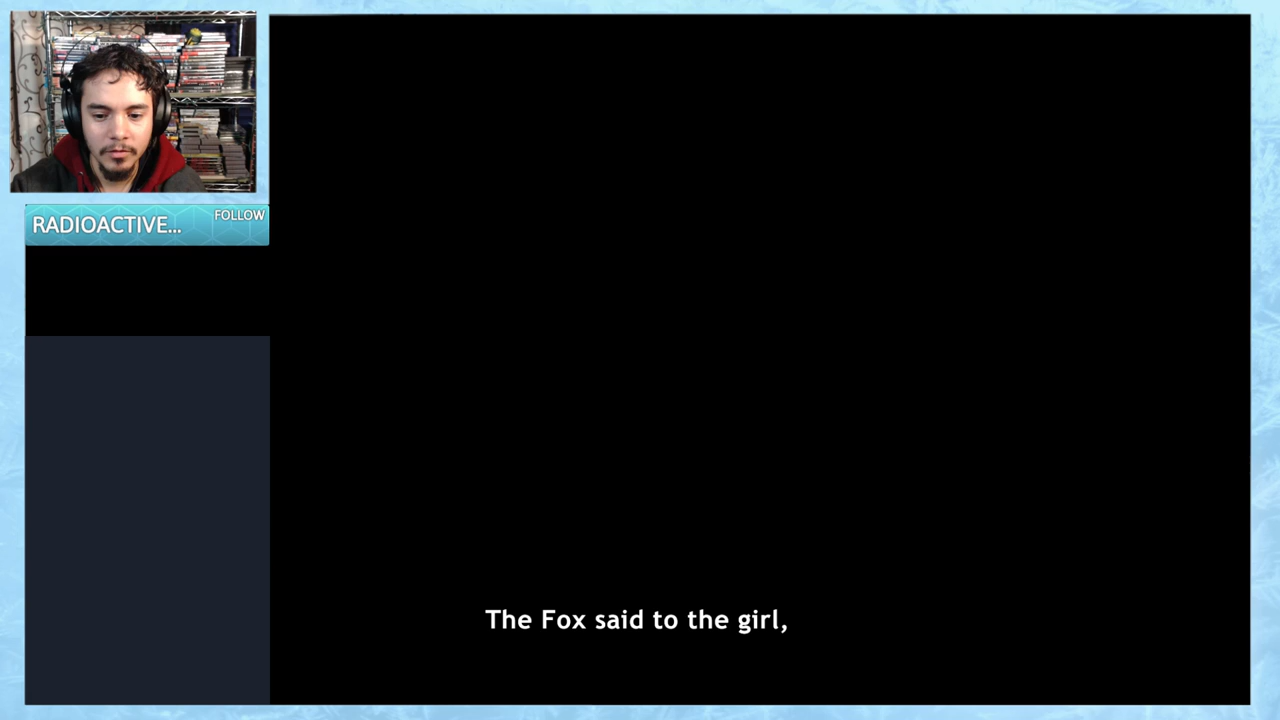 RADIOACTIVE...
FOLLOW
The Fox said to the girl,